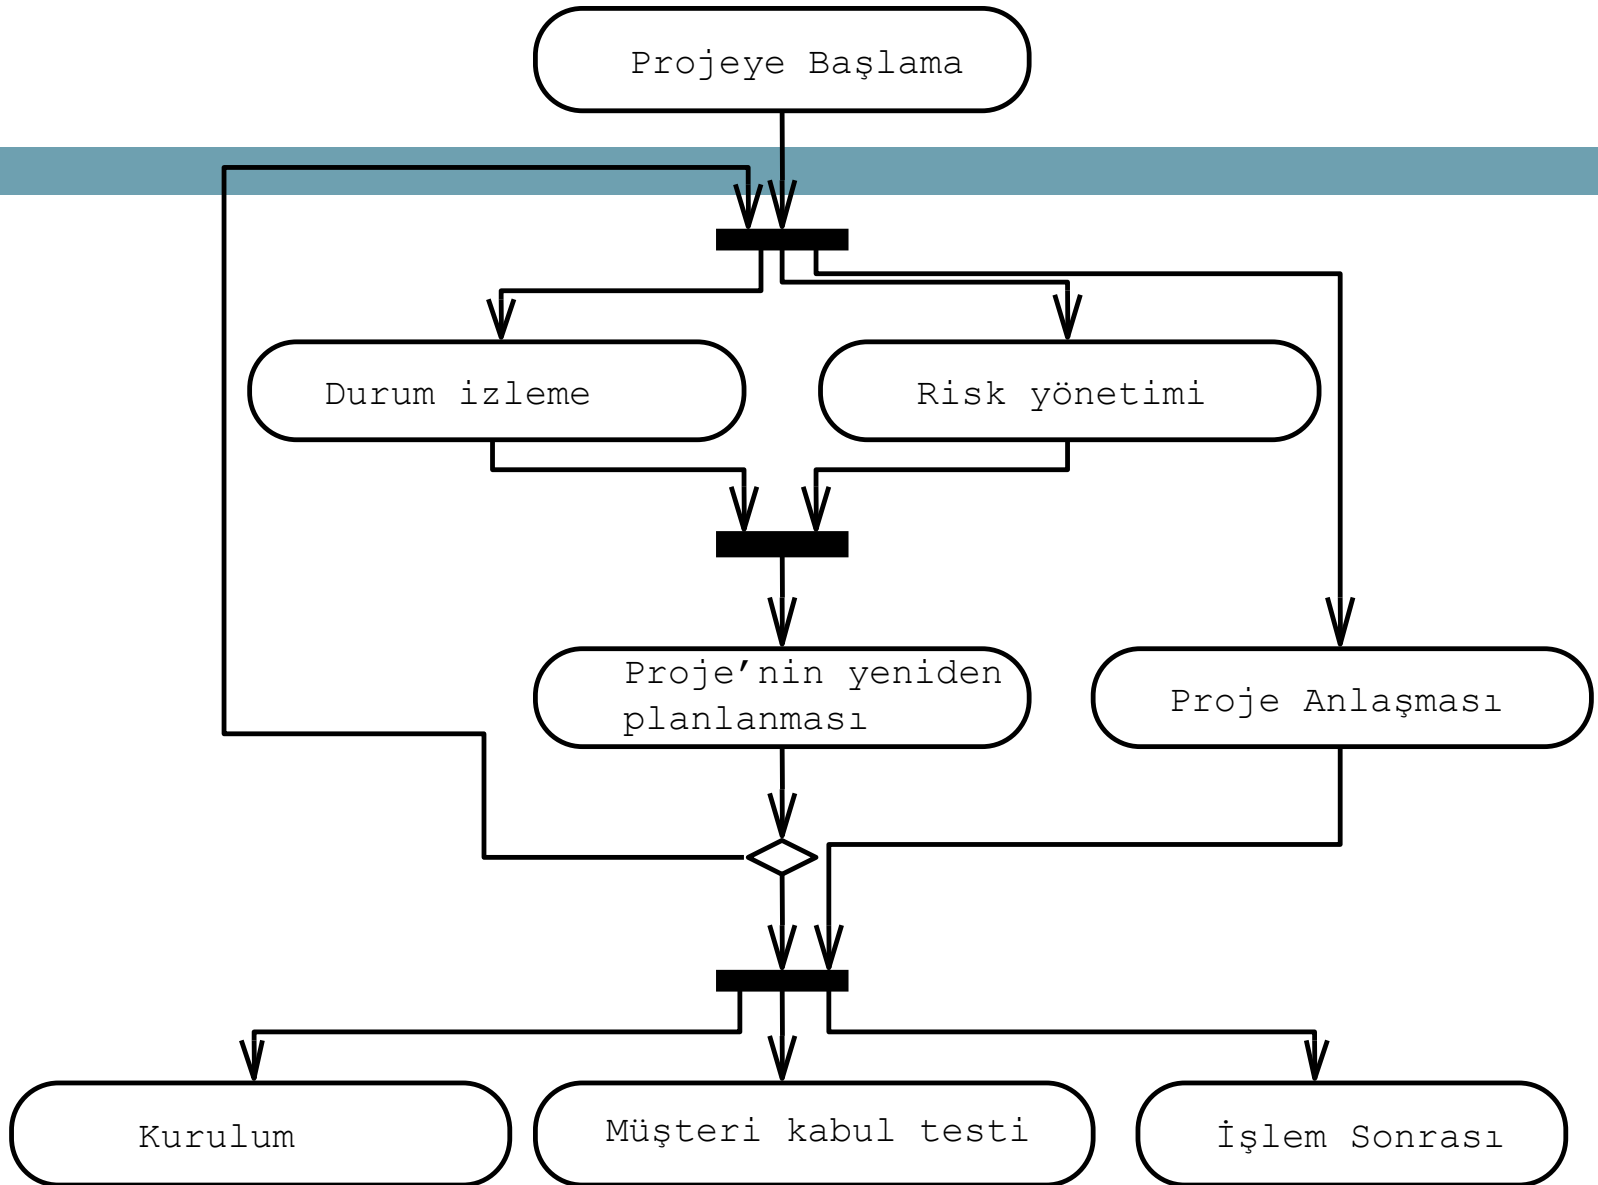 Projeye Başlama
Durum izleme
Risk yönetimi
Proje’nin yeniden
planlanması
Proje Anlaşması
Kurulum
Müşteri kabul testi
İşlem Sonrası